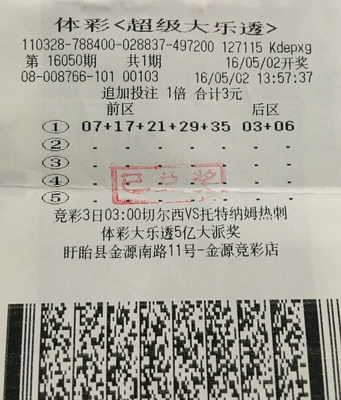 体彩<超级大乐透>
110328-788400-028837-497200 127115 Kdepxg
第 16050期 共1期 16/05/02开奖
08-008766-101 00103 16/05/02 13:57:37
追加投注 1倍 合计3元
前区 后区
① 07+17+21+29+35 03+06
② - - - - - - -
③ - - - - - - -
④ - - - - - - -
⑤ - - - - - - -
已兑奖
竞彩3日03:00切尔西VS托特纳姆热刺
体彩大乐透5亿大派奖
盱眙县金源南路11号-金源竞彩店